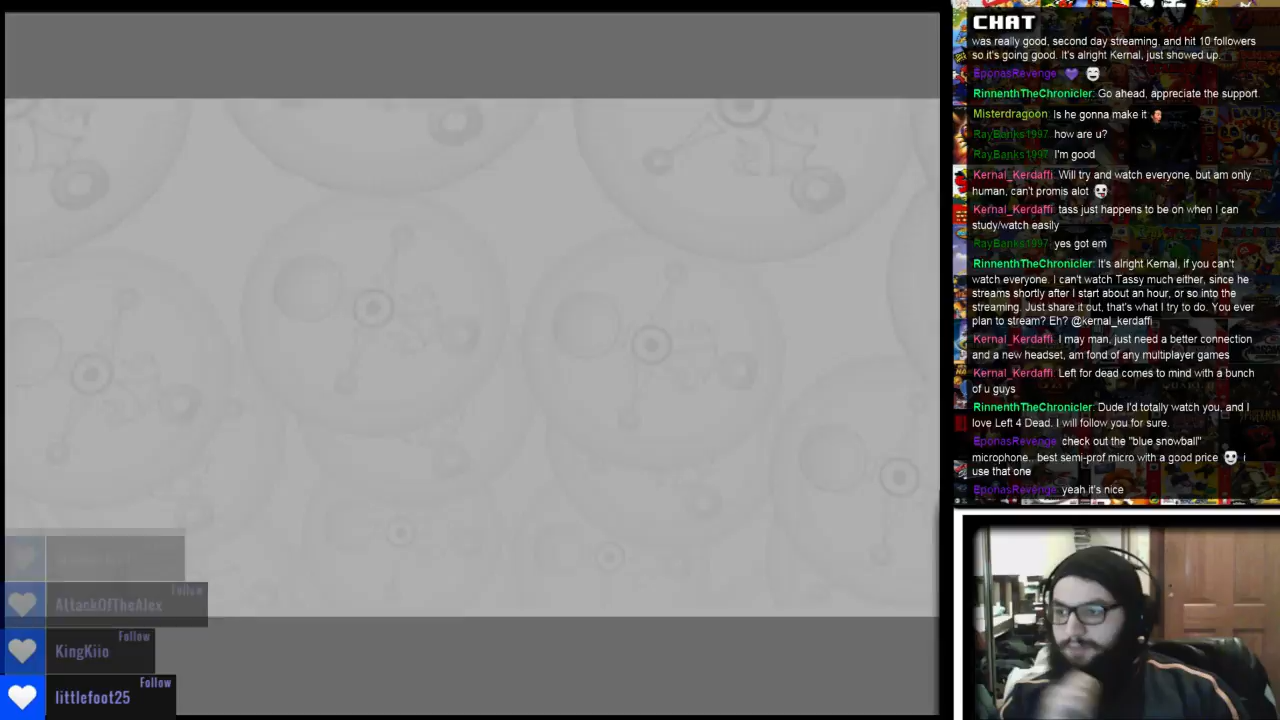 CHAT
was really good, second day streaming, and hit 10 followers
so it's going good. It's alright Kernal, just showed up.
EponasRevenge
RinnenthTheChronicler: Go ahead, appreciate the support
Misterdragoon Is he gonna make it
RayBanks1997 how are u?
RayBanks1997 I'm good
Kernal_Kerdaffi Will try and watch everyone, but am only
human, can't promis alot
Kernal_Kerdaffi tass just happens to be on when I can
study/watch easily
RayBanks1997 yes got em
RinnenthTheChronicler: It's alright Kernal, if you can't
watch everyone. I can't watch Tassy much either, since he
streams shortly after I start about an hour, or so into the
streaming. Just share it out, that's what I try to do. You ever
plan to stream? Eh? @kernal_kerdaffi
Kernal_Kerdaffi I may man, just need a better connection
and a new headset, am fond of any multiplayer games
Kernal_Kerdaffi Left for dead comes to mind with a bunch
of u guys
RinnenthTheChronicler: Dude I'd totally watch you, and I
love Left 4 Dead. I will follow you for sure.
EponasRevenge check out the "blue snowball"
microphone.. best semi-prof micro with a good price i
use that one
EponasRevenge yeah it's nice
Follow
AttackOfTheAlex
Follow
KingKiio
Follow
littlefoot25